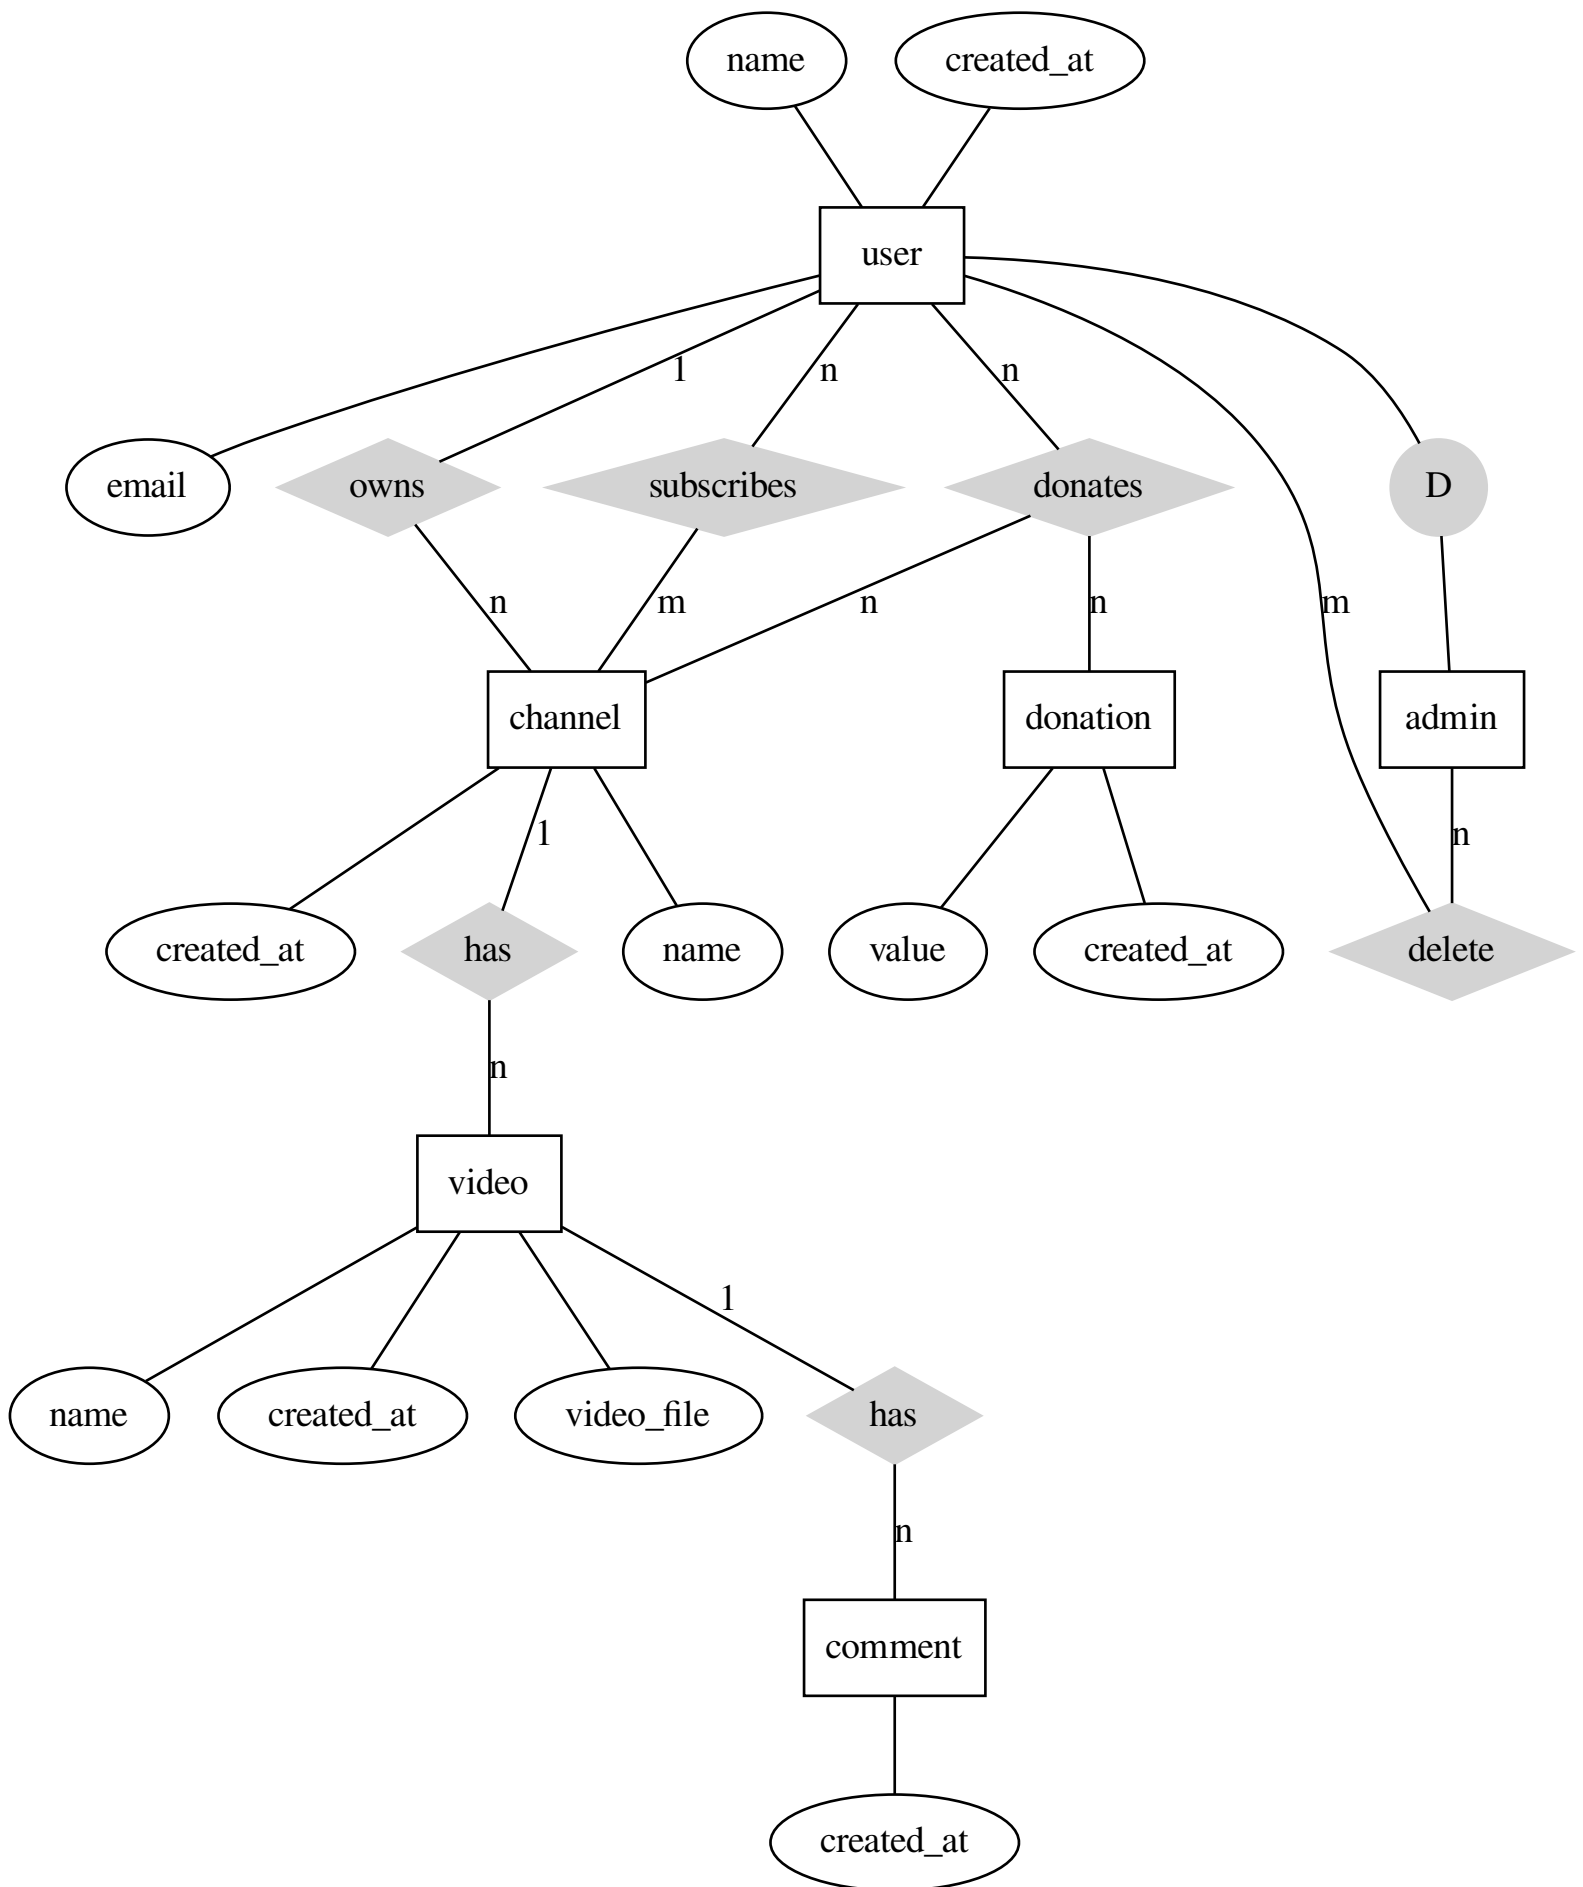 name
created_at
user
1
n
n
email
owns
subscribes
donates
D
n
m
n
n
m
channel
donation
admin
1
n
created_at
has
name
value
created_at
delete
n
video
1
name
created_at
video_file
has
n
comment
created_at